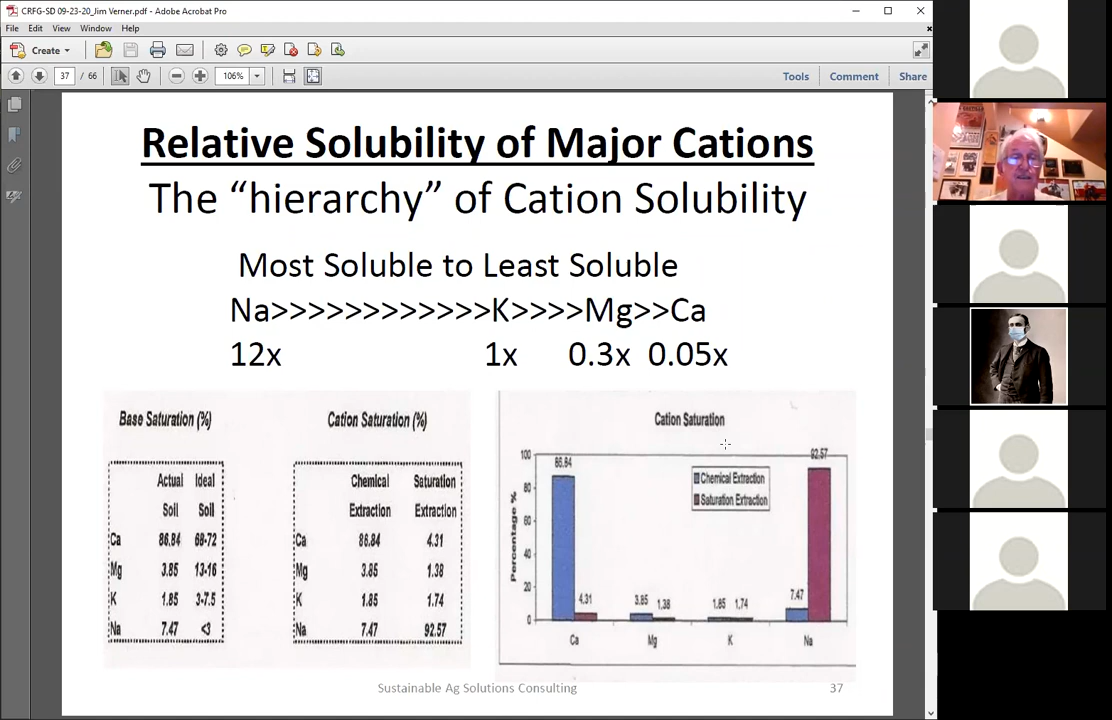 CRFG-SD 09-23-20_Jim Verner.pdf - Adobe Acrobat Pro
File Edit View Window Help
Create
37 / 66
106%
Tools Comment Share
Relative Solubility of Major Cations
The “hierarchy” of Cation Solubility
Most Soluble to Least Soluble
Na>>>>>>>>>>>>K>>>>Mg>>Ca
12x 1x 0.3x 0.05x
Base Saturation (%)
Actual Ideal
Soil Soil
Ca 86.84 68-72
Mg 3.85 13-16
K 1.85 3-7.5
Na 7.47 <3
Cation Saturation (%)
Chemical Saturation
Extraction Extraction
Ca 86.84 4.31
Mg 3.85 1.38
K 1.85 1.74
Na 7.47 92.57
Cation Saturation
Percentage %
100
80
60
40
20
0
86.84
4.31
3.85
1.38
1.85
1.74
7.47
92.57
Chemical Extraction
Saturation Extraction
Ca Mg K Na
Sustainable Ag Solutions Consulting
37